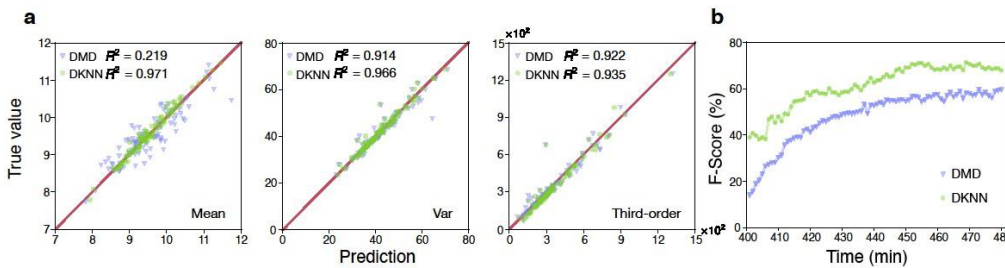 a
b
True value
12
11
10
9
8
7
DMD R² = 0.219
DKNN R² = 0.971
Mean
7 8 9 10 11 12
80
60
40
20
0
DMD R² = 0.914
DKNN R² = 0.966
Var
0 20 40 60 80
Prediction
×10²
15
12
9
6
3
0
DMD R² = 0.922
DKNN R² = 0.935
Third-order
0 3 6 9 12 15
×10²
F-Score (%)
80
60
40
20
0
DMD
DKNN
400 410 420 430 440 450 460 470 48
Time (min)